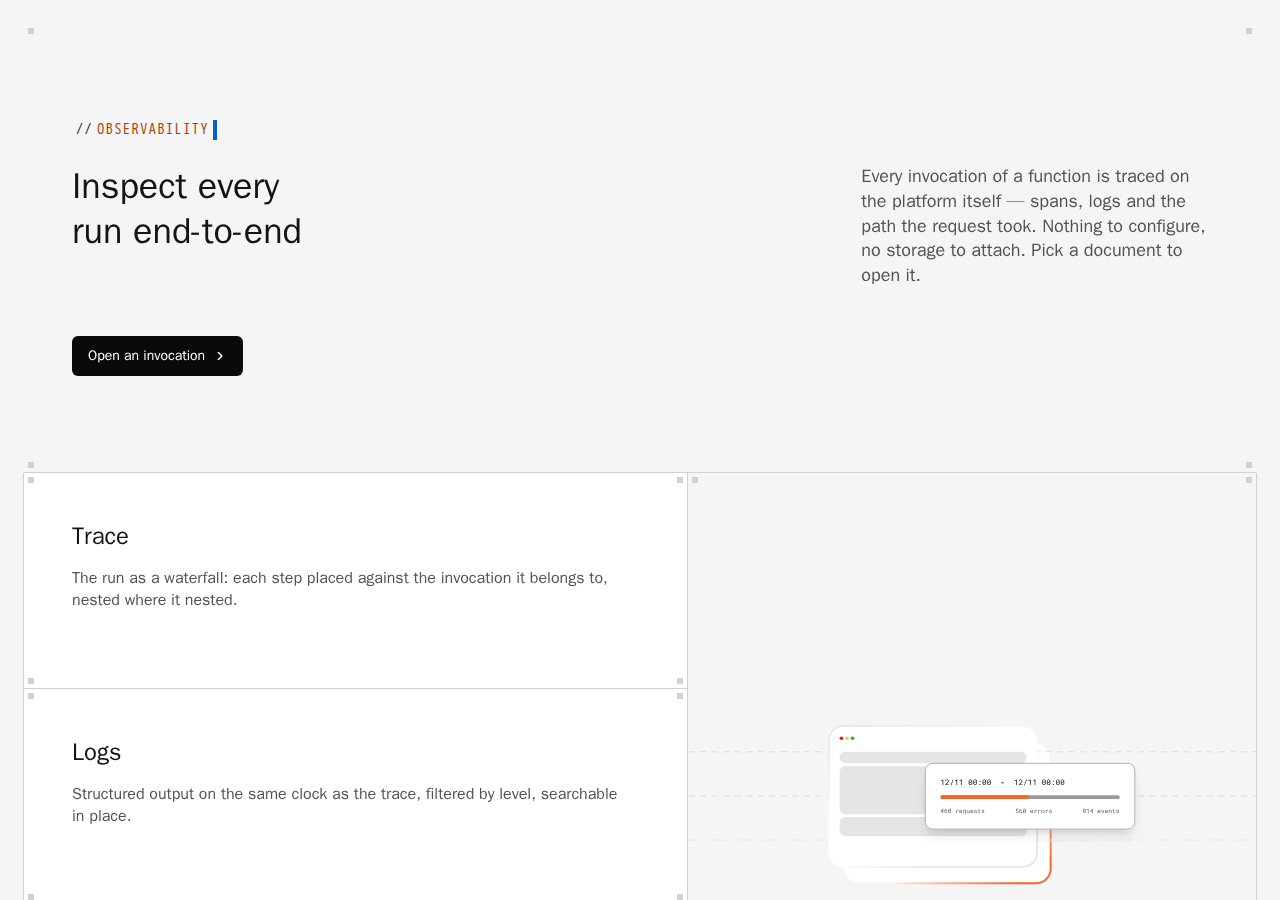 // OBSERVABILITY
Inspect every
run end-to-end
Every invocation of a function is traced on
the platform itself — spans, logs and the
path the request took. Nothing to configure,
no storage to attach. Pick a document to
open it.
Open an invocation
Trace
The run as a waterfall: each step placed against the invocation it belongs to,
nested where it nested.
Logs
Structured output on the same clock as the trace, filtered by level, searchable
in place.
12/11 00:00 - 12/11 00:00
460 requests 560 errors 814 events